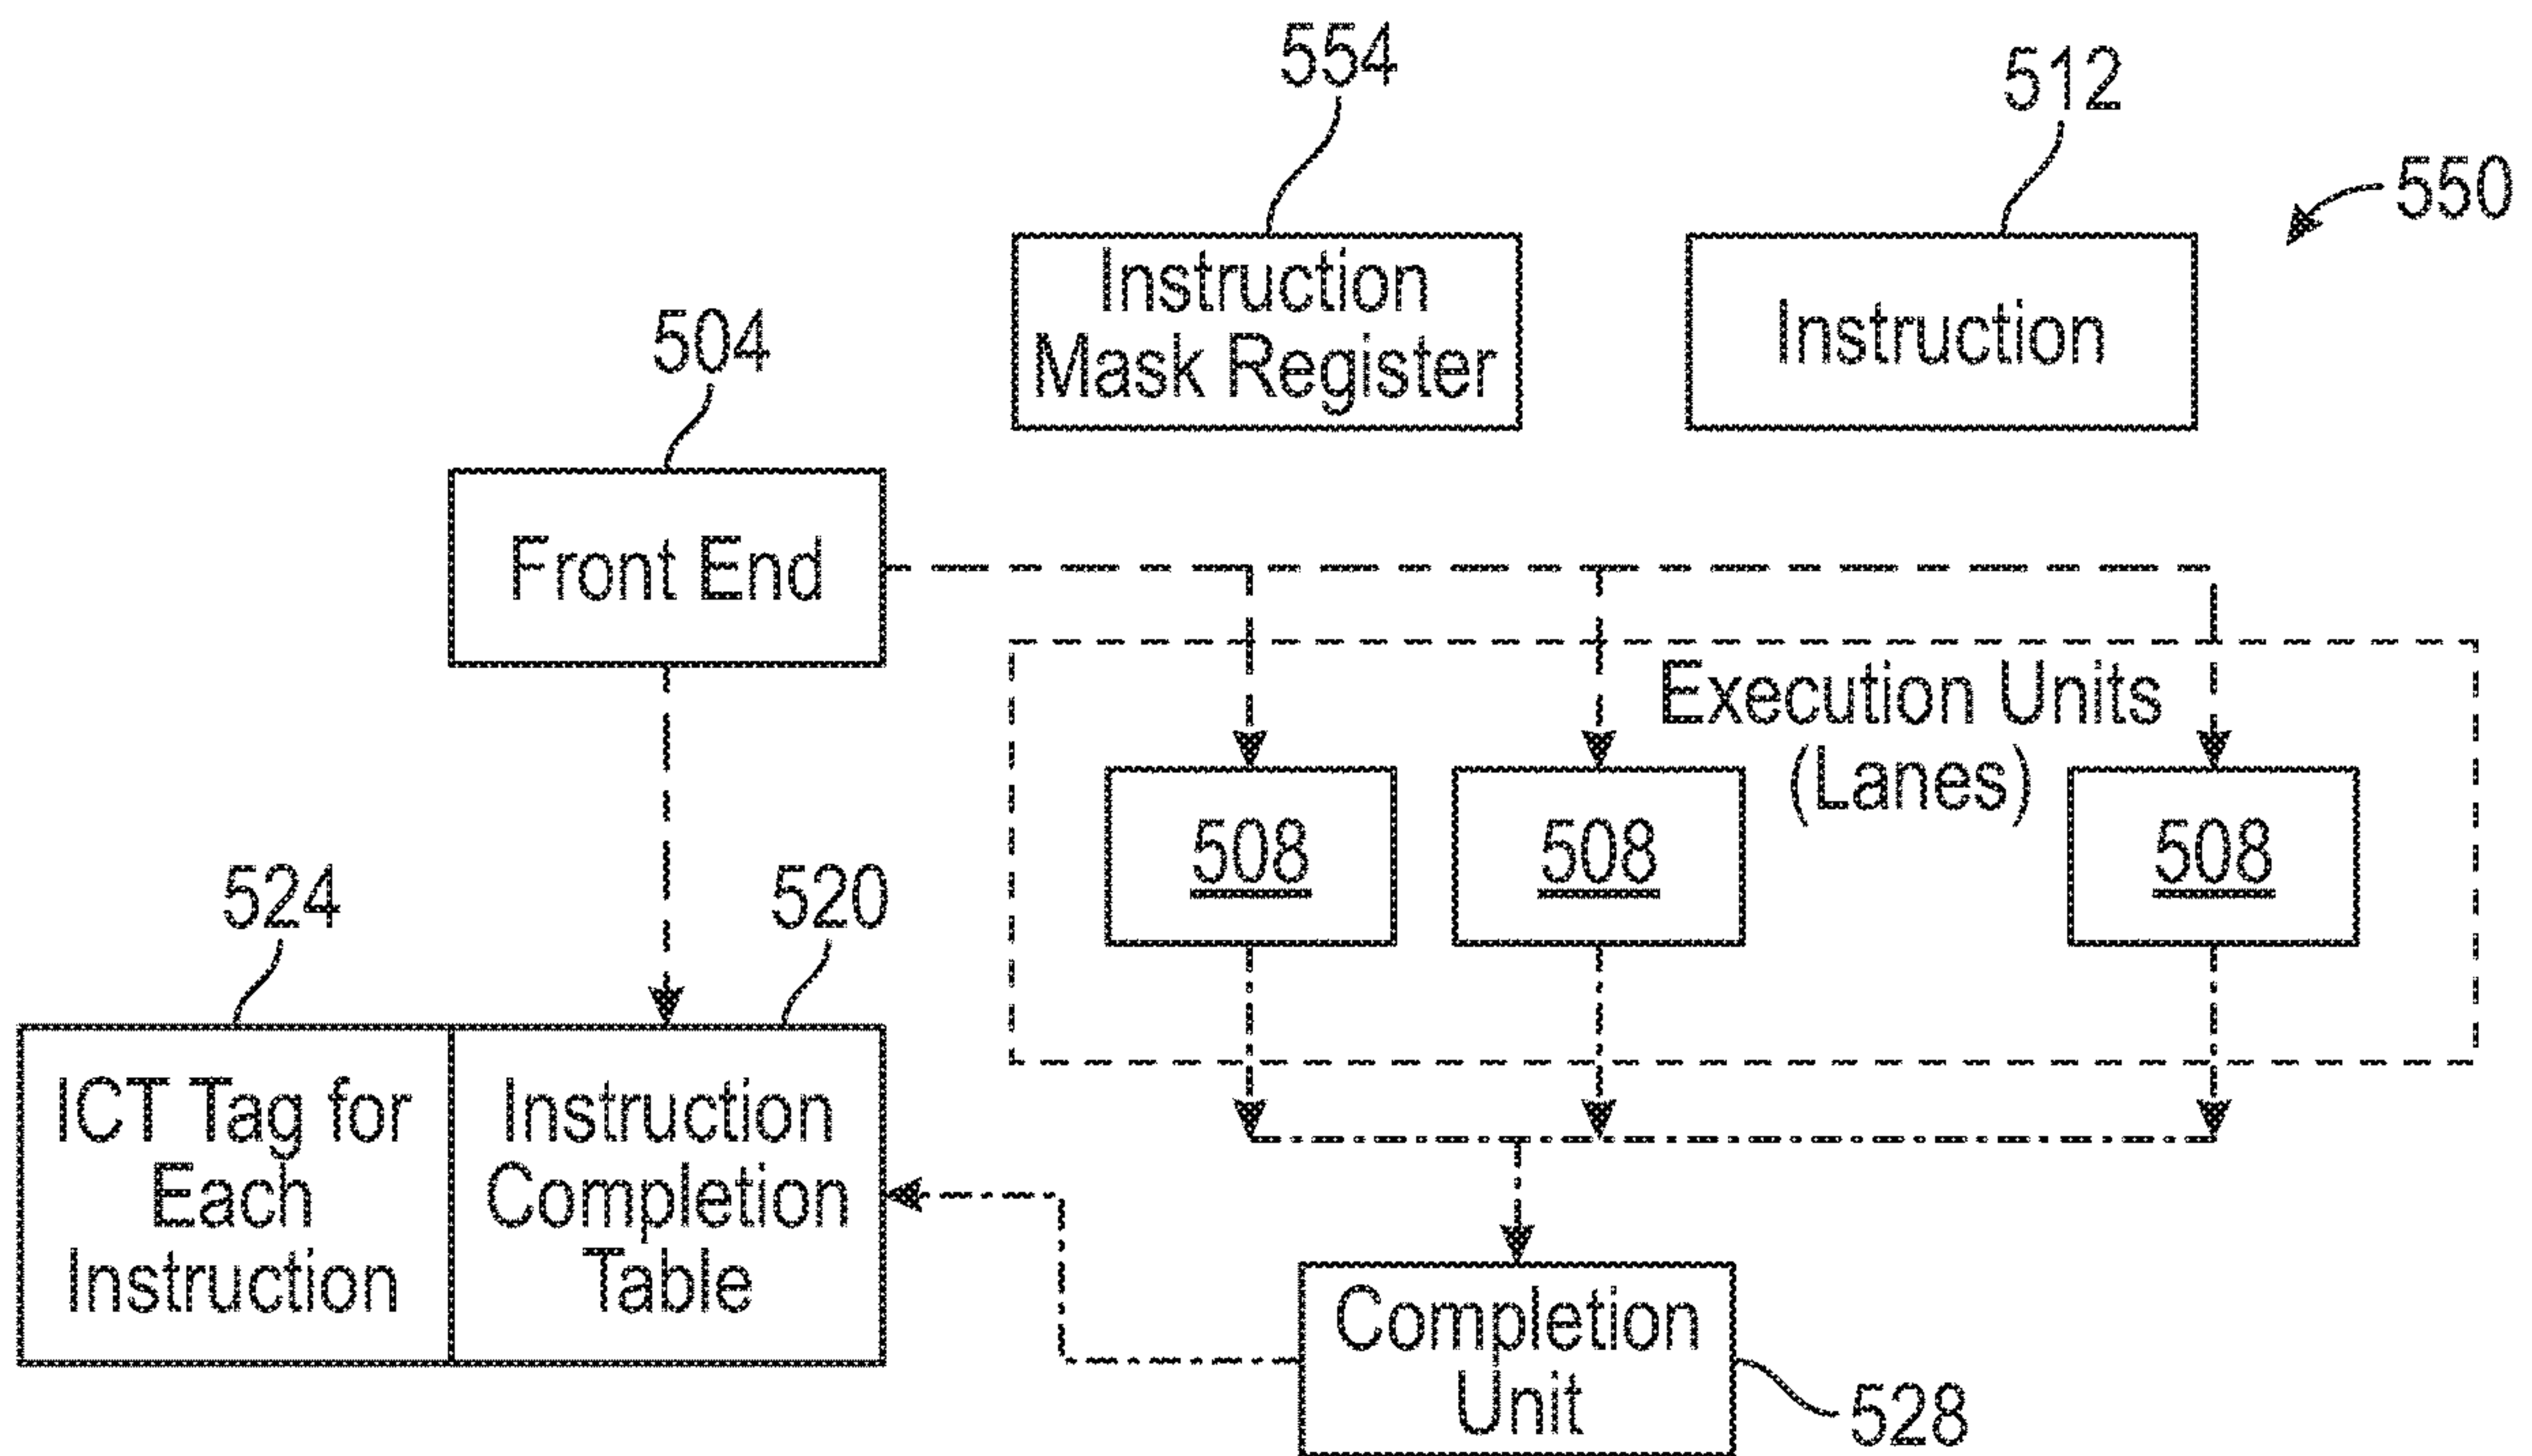 554
512
550
Instruction
Mask Register
Instruction
504
Front End
Execution Units
(Lanes)
508
508
508
524
520
ICT Tag for
Each
Instruction
Instruction
Completion
Table
Completion
Unit
528